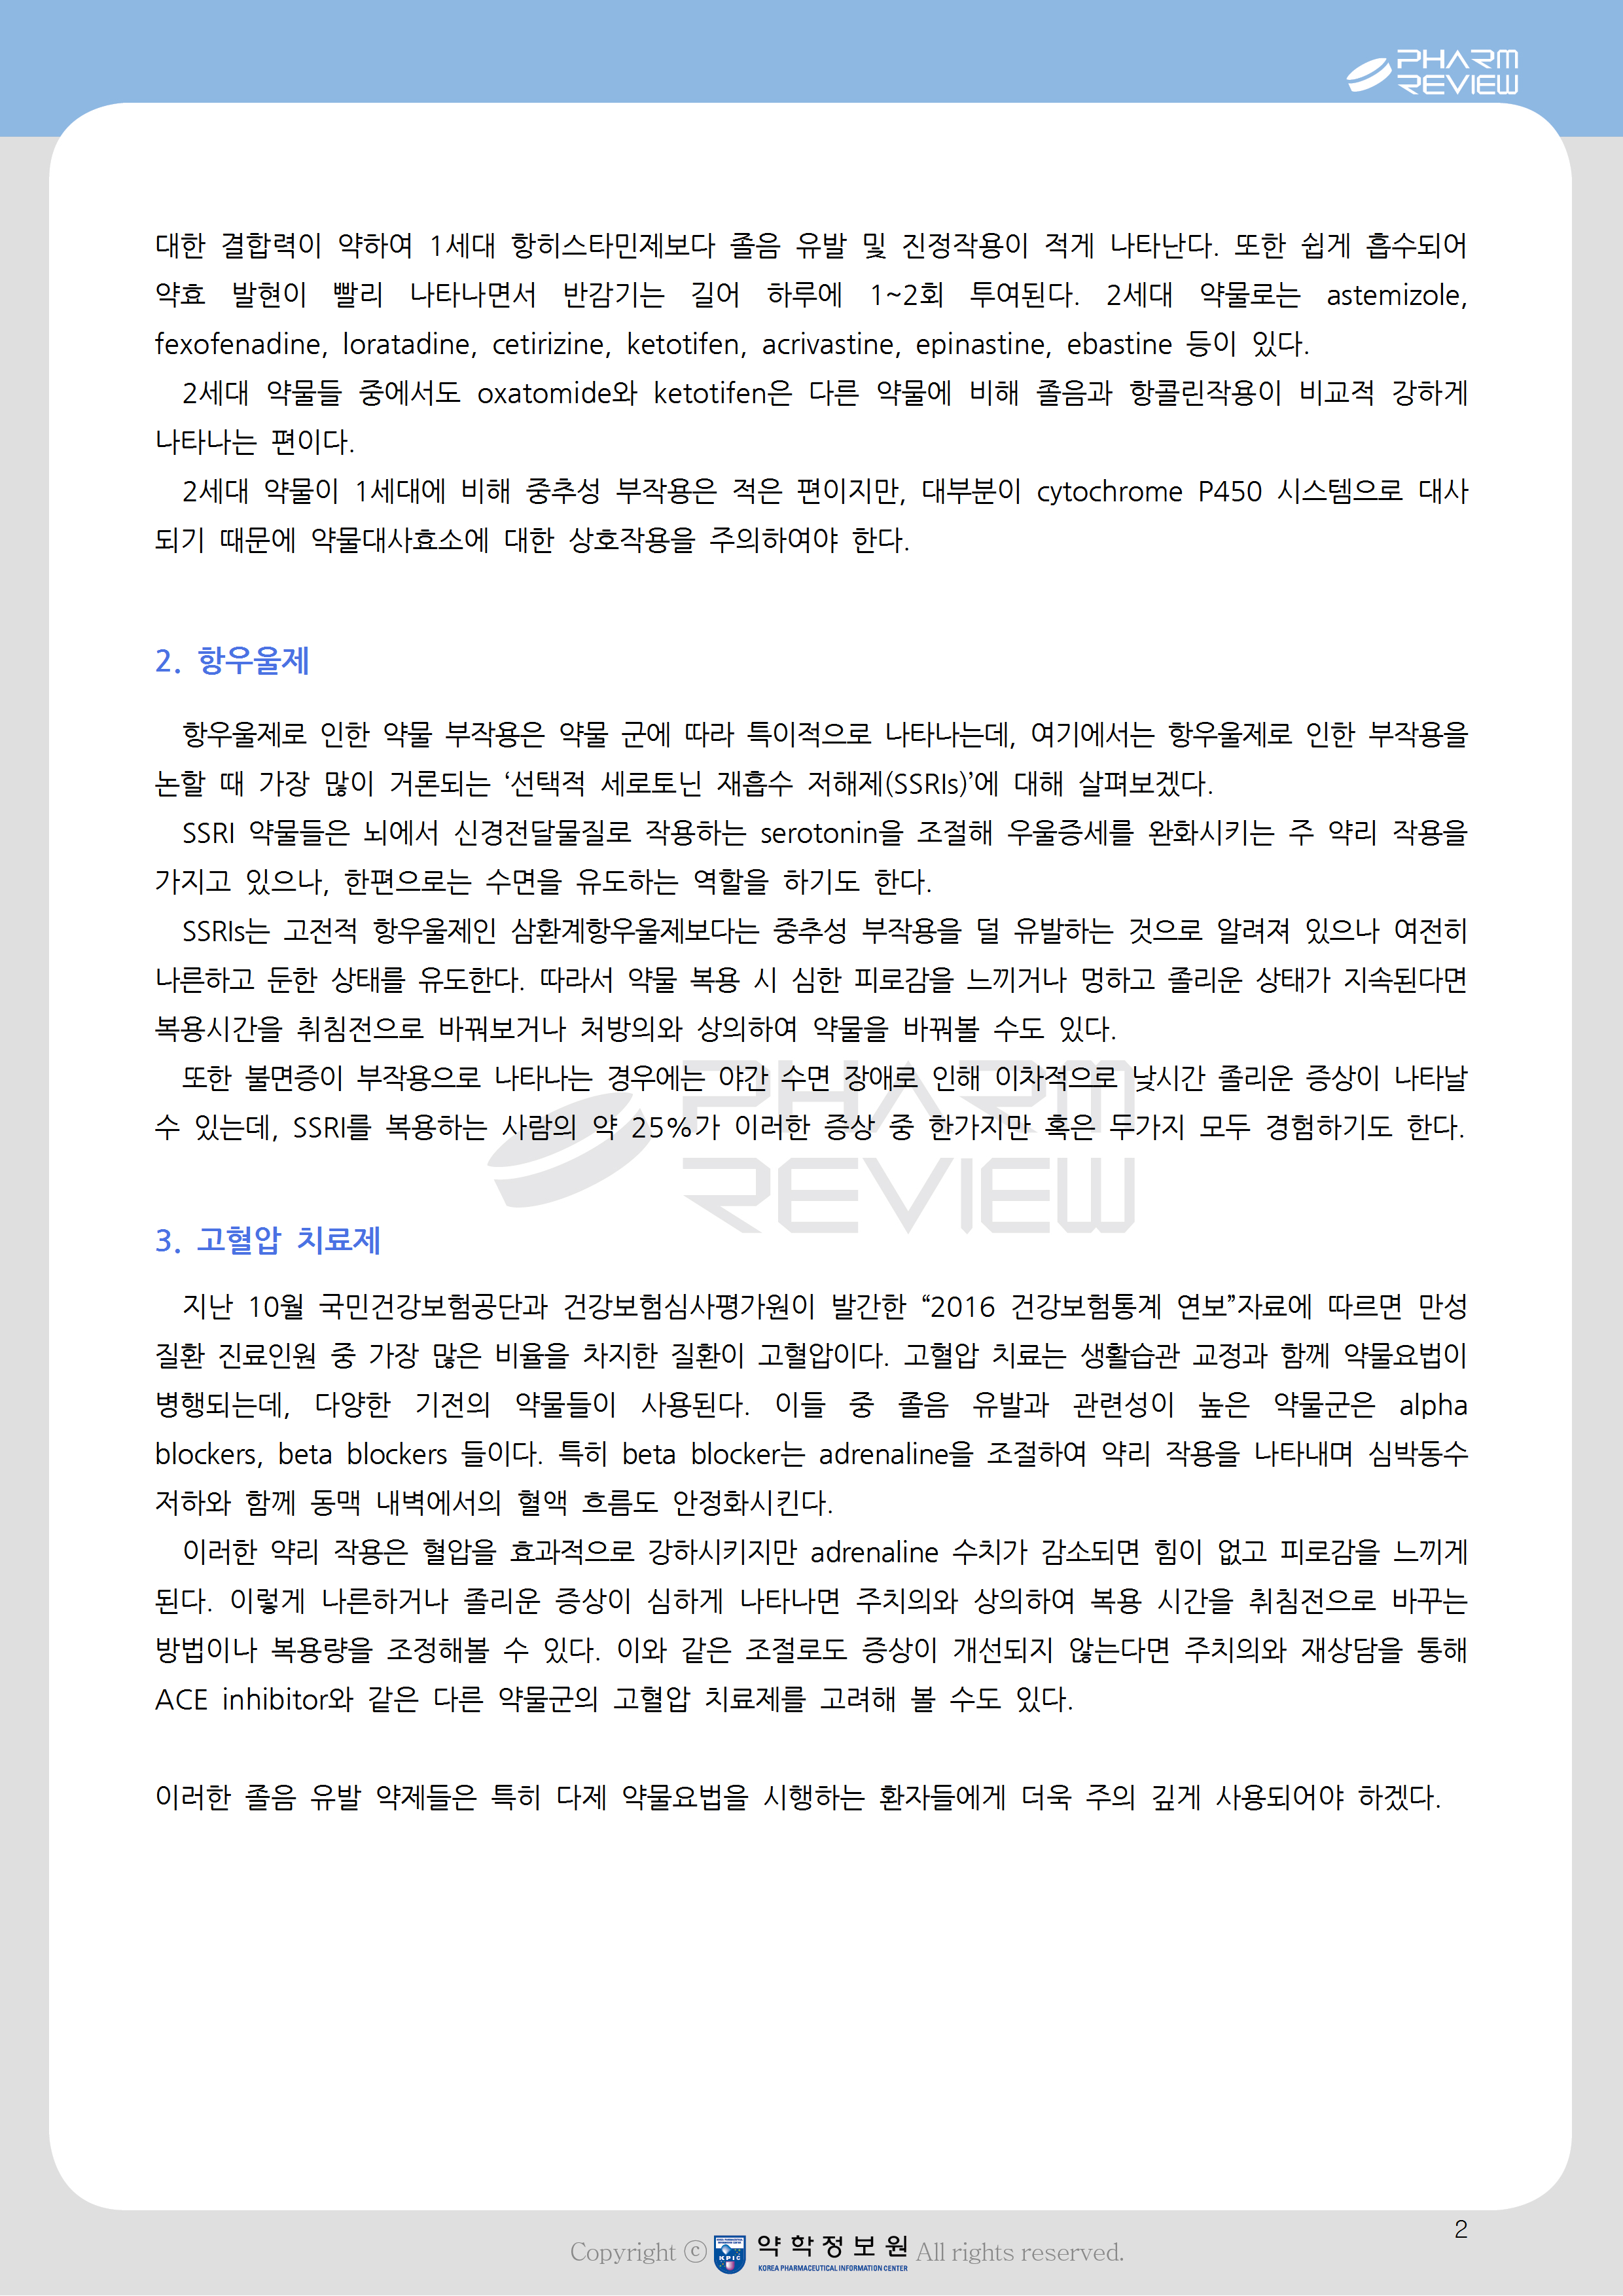 PHARM
REVIEW
대한 결합력이 약하여 1세대 항히스타민제보다 졸음 유발 및 진정작용이 적게 나타난다. 또한 쉽게 흡수되어
약효 발현이 빨리 나타나면서 반감기는 길어 하루에 1~2회 투여된다. 2세대 약물로는 astemizole,
fexofenadine, loratadine, cetirizine, ketotifen, acrivastine, epinastine, ebastine 등이 있다.
2세대 약물들 중에서도 oxatomide와 ketotifen은 다른 약물에 비해 졸음과 항콜린작용이 비교적 강하게
나타나는 편이다.
2세대 약물이 1세대에 비해 중추성 부작용은 적은 편이지만, 대부분이 cytochrome P450 시스템으로 대사
되기 때문에 약물대사효소에 대한 상호작용을 주의하여야 한다.
2. 항우울제
항우울제로 인한 약물 부작용은 약물 군에 따라 특이적으로 나타나는데, 여기에서는 항우울제로 인한 부작용을
논할 때 가장 많이 거론되는 ‘선택적 세로토닌 재흡수 저해제(SSRIs)’에 대해 살펴보겠다.
SSRI 약물들은 뇌에서 신경전달물질로 작용하는 serotonin을 조절해 우울증세를 완화시키는 주 약리 작용을
가지고 있으나, 한편으로는 수면을 유도하는 역할을 하기도 한다.
SSRIs는 고전적 항우울제인 삼환계항우울제보다는 중추성 부작용을 덜 유발하는 것으로 알려져 있으나 여전히
나른하고 둔한 상태를 유도한다. 따라서 약물 복용 시 심한 피로감을 느끼거나 멍하고 졸리운 상태가 지속된다면
복용시간을 취침전으로 바꿔보거나 처방의와 상의하여 약물을 바꿔볼 수도 있다.
또한 불면증이 부작용으로 나타나는 경우에는 야간 수면 장애로 인해 이차적으로 낮시간 졸리운 증상이 나타날
수 있는데, SSRI를 복용하는 사람의 약 25%가 이러한 증상 중 한가지만 혹은 두가지 모두 경험하기도 한다.
PHARM
REVIEW
3. 고혈압 치료제
지난 10월 국민건강보험공단과 건강보험심사평가원이 발간한 “2016 건강보험통계 연보”자료에 따르면 만성
질환 진료인원 중 가장 많은 비율을 차지한 질환이 고혈압이다. 고혈압 치료는 생활습관 교정과 함께 약물요법이
병행되는데, 다양한 기전의 약물들이 사용된다. 이들 중 졸음 유발과 관련성이 높은 약물군은 alpha
blockers, beta blockers 들이다. 특히 beta blocker는 adrenaline을 조절하여 약리 작용을 나타내며 심박동수
저하와 함께 동맥 내벽에서의 혈액 흐름도 안정화시킨다.
이러한 약리 작용은 혈압을 효과적으로 강하시키지만 adrenaline 수치가 감소되면 힘이 없고 피로감을 느끼게
된다. 이렇게 나른하거나 졸리운 증상이 심하게 나타나면 주치의와 상의하여 복용 시간을 취침전으로 바꾸는
방법이나 복용량을 조정해볼 수 있다. 이와 같은 조절로도 증상이 개선되지 않는다면 주치의와 재상담을 통해
ACE inhibitor와 같은 다른 약물군의 고혈압 치료제를 고려해 볼 수도 있다.
이러한 졸음 유발 약제들은 특히 다제 약물요법을 시행하는 환자들에게 더욱 주의 깊게 사용되어야 하겠다.
2
Copyright ⓒ KPIC 약학정보원 All rights reserved.
KOREA PHARMACEUTICAL INFORMATION CENTER